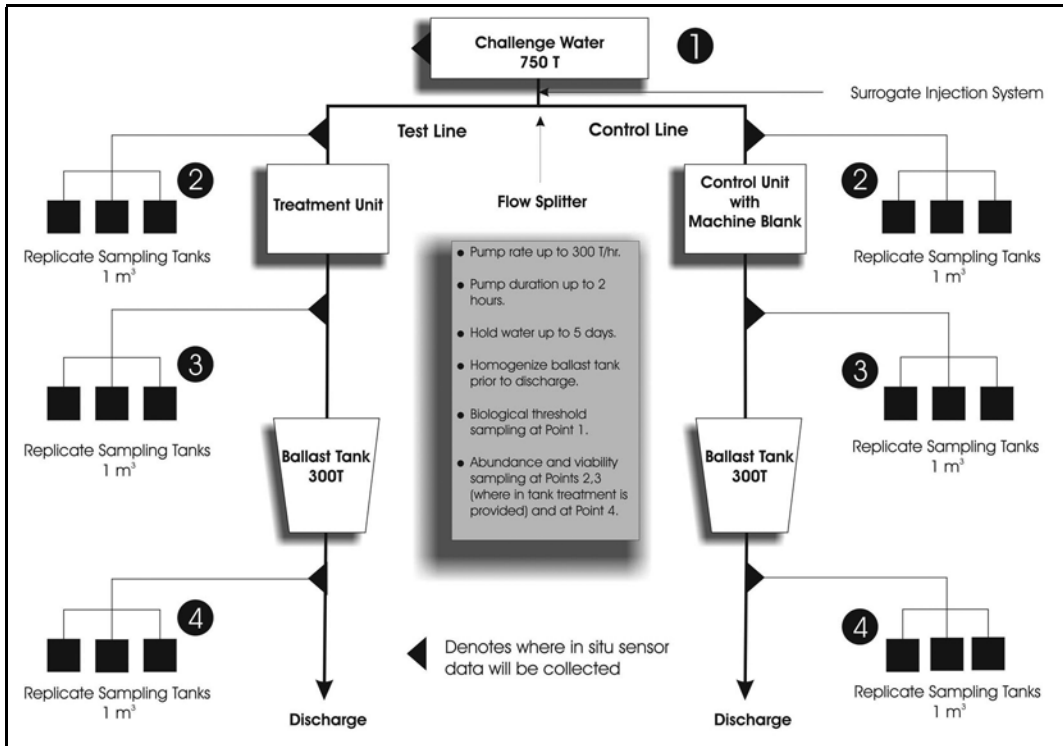 Challenge Water
750 T
1
Surrogate Injection System
Test Line
Control Line
2
Replicate Sampling Tanks
1 m³
Treatment Unit
Flow Splitter
Control Unit
with
Machine Blank
2
Replicate Sampling Tanks
1 m³
● Pump rate up to 300 T/hr.
● Pump duration up to 2
hours.
● Hold water up to 5 days.
● Homogenize ballast tank
prior to discharge.
● Biological threshold
sampling at Point 1.
● Abundance and viability
sampling at Points 2,3
(where in tank treatment is
provided) and at Point 4.
3
Replicate Sampling Tanks
1 m³
3
Replicate Sampling Tanks
1 m³
Ballast Tank
300T
Ballast Tank
300T
4
Replicate Sampling Tanks
1 m³
Denotes where in situ sensor
data will be collected
4
Replicate Sampling Tanks
1 m³
Discharge
Discharge